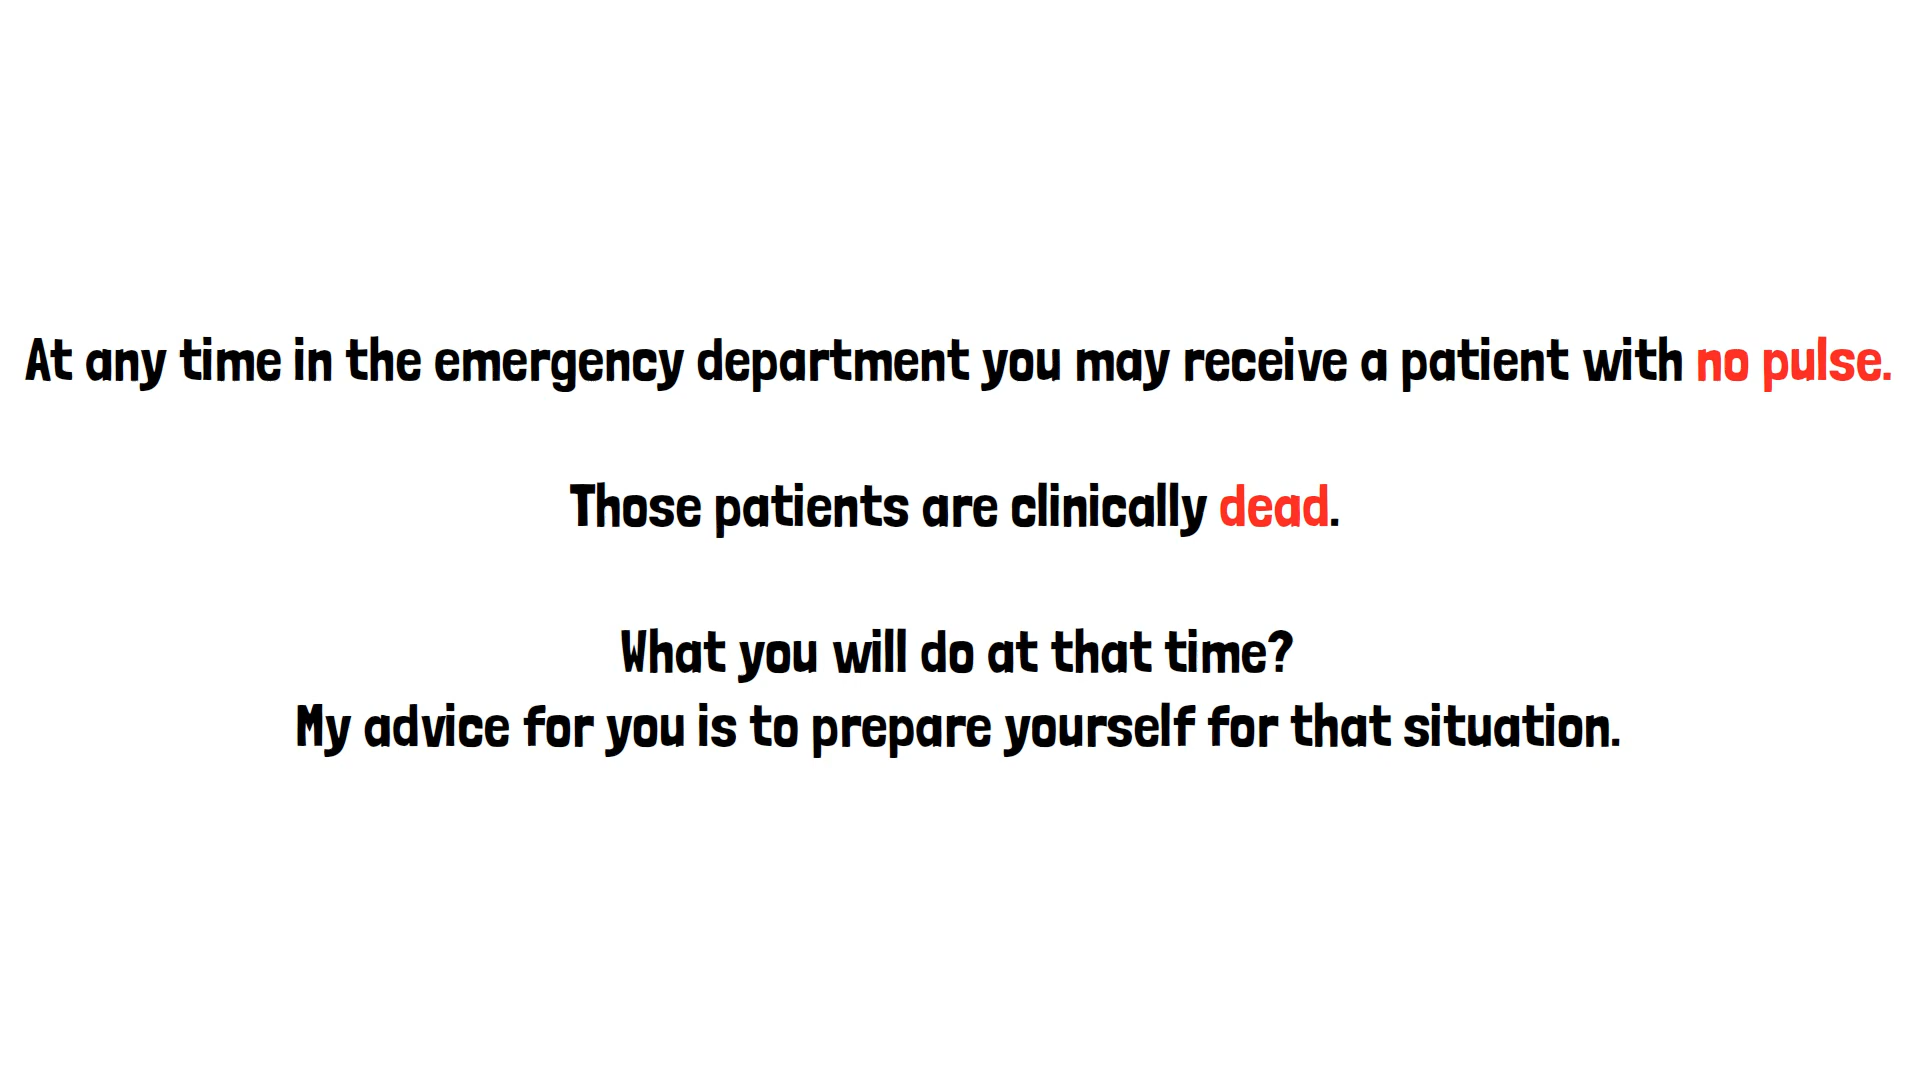 At any time in the emergency department you may receive a patient with no pulse.
Those patients are clinically dead.
What you will do at that time?
My advice for you is to prepare yourself for that situation.